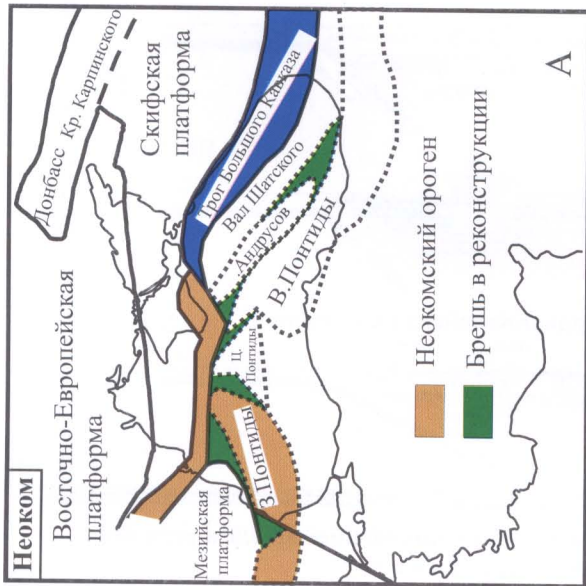 Неоком
Восточно-Европейская
платформа
Донбасс Кр. Карпинского
Скифская
платформа
Мезийская
платформа
З.Понтиды
Ц.
Понтиды
Трог Большого Кавказа
Вал Шатского
Андрусов
В.Понтиды
Неокомский ороген
Брешь в реконструкции
А